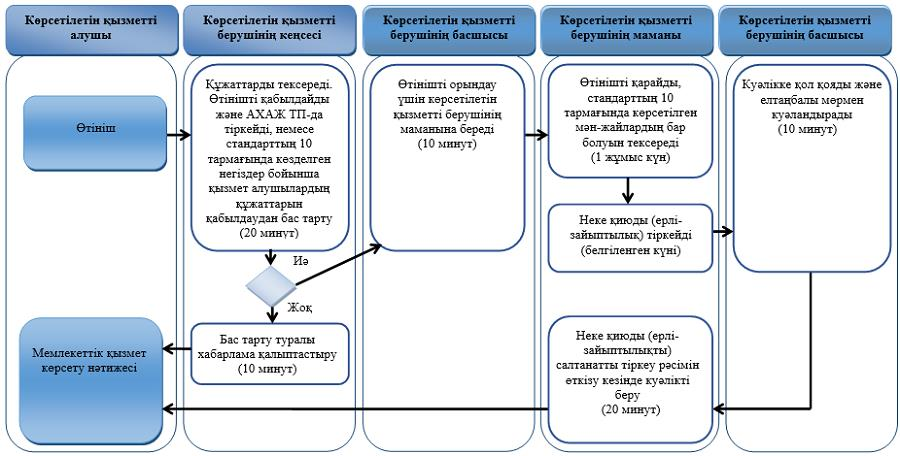 Көрсетілетін қызметті
алушы
Көрсетілетін қызметті
берушінің кеңсесі
Көрсетілетін қызметті
берушінің басшысы
Көрсетілетін қызметті
берушінің маманы
Көрсетілетін қызметті
берушінің басшысы
Өтініш
Құжаттарды тексереді.
Өтінішті қабылдайды
және АХАЖ ТП-да
тіркейді, немесе
стандарттың 10
тармағында көзделген
негіздер бойынша
қызмет алушылардың
құжаттарын
қабылдаудан бас тарту
(20 минут)
Өтінішті орындау
үшін көрсетілетін
қызметті берушінің
маманына береді
(10 минут)
Өтінішті қарайды,
стандарттың 10
тармағында көрсетілген
мән-жайлардың бар
болуын тексереді
(1 жұмыс күн)
Неке қиюды (ерлі-
зайыптылық) тіркейді
(белгіленген күні)
Куәлікке қол қояды және
елтаңбалы мөрмен
куәландырады
(10 минут)
Иә
Жоқ
Бас тарту туралы
хабарлама қалыптастыру
(10 минут)
Неке қиюды (ерлі-
зайыптылықты)
салтанатты тіркеу рәсімін
өткізу кезінде куәлікті
беру
(20 минут)
Мемлекеттік қызмет
көрсету нәтижесі